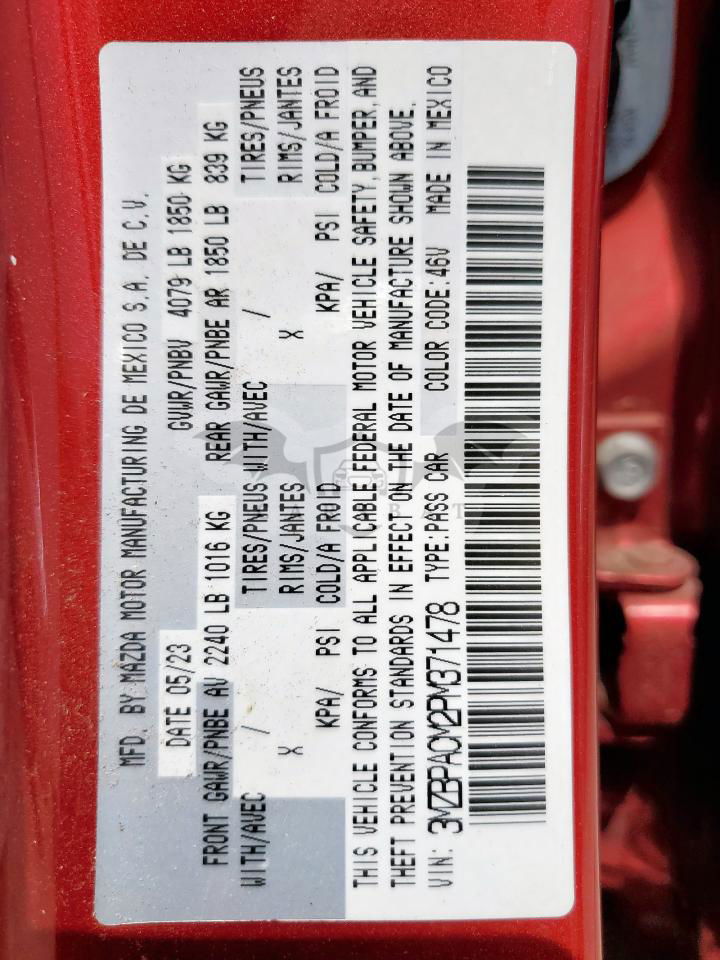 MFD. BY MAZDA MOTOR MANUFACTURING DE MEXICO S.A. DE C.V.
DATE 05/23 GVWR/PNBV 4079 LB 1850 KG
FRONT GAWR/PNBE AV 2240 LB 1016 KG REAR GAWR/PNBE AR 1850 LB 839 KG
WITH/AVEC / TIRES/PNEUS WITH/AVEC / TIRES/PNEUS
X RIMS/JANTES X RIMS/JANTES
KPA/ PSI COLD/A FROID KPA/ PSI COLD/A FROID
THIS VEHICLE CONFORMS TO ALL APPLICABLE FEDERAL MOTOR VEHICLE SAFETY, BUMPER, AND
THEFT PREVENTION STANDARDS IN EFFECT ON THE DATE OF MANUFACTURE SHOWN ABOVE.
VIN: 3MZBPACM2PM371478 TYPE:PASS CAR COLOR CODE:46V MADE IN MEXICO